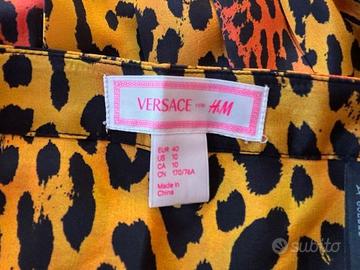 VERSACE FOR H&M
EUR 40
US 10
CA 10
CN 170/76A
Made in
China
subito